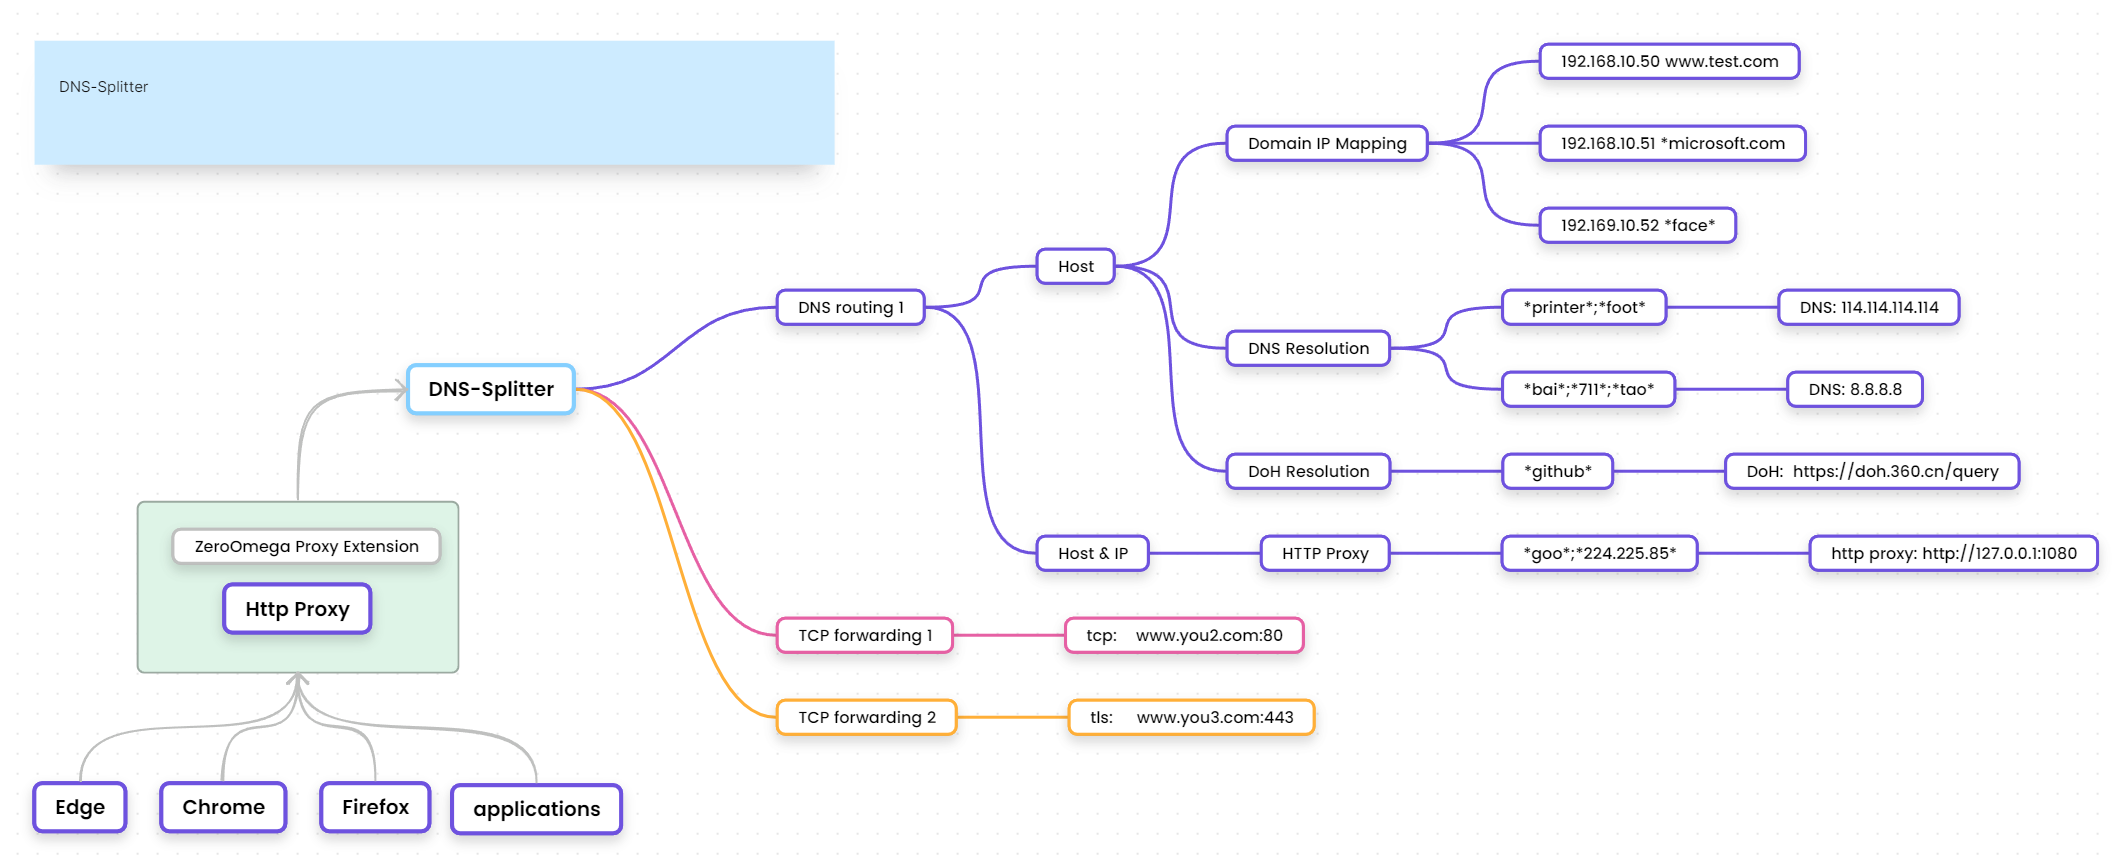 DNS-Splitter
192.168.10.50 www.test.com
Domain IP Mapping
192.168.10.51 *microsoft.com
192.169.10.52 *face*
Host
DNS routing 1
*printer*;*foot*
DNS: 114.114.114.114
DNS Resolution
DNS-Splitter
*bai*;*711*;*tao*
DNS: 8.8.8.8
DoH Resolution
*github*
DoH:  https://doh.360.cn/query
ZeroOmega Proxy Extension
Host & IP
HTTP Proxy
*goo*;*224.225.85*
http proxy: http://127.0.0.1:1080
Http Proxy
TCP forwarding 1
tcp:    www.you2.com:80
TCP forwarding 2
tls:     www.you3.com:443
Edge
Chrome
Firefox
applications